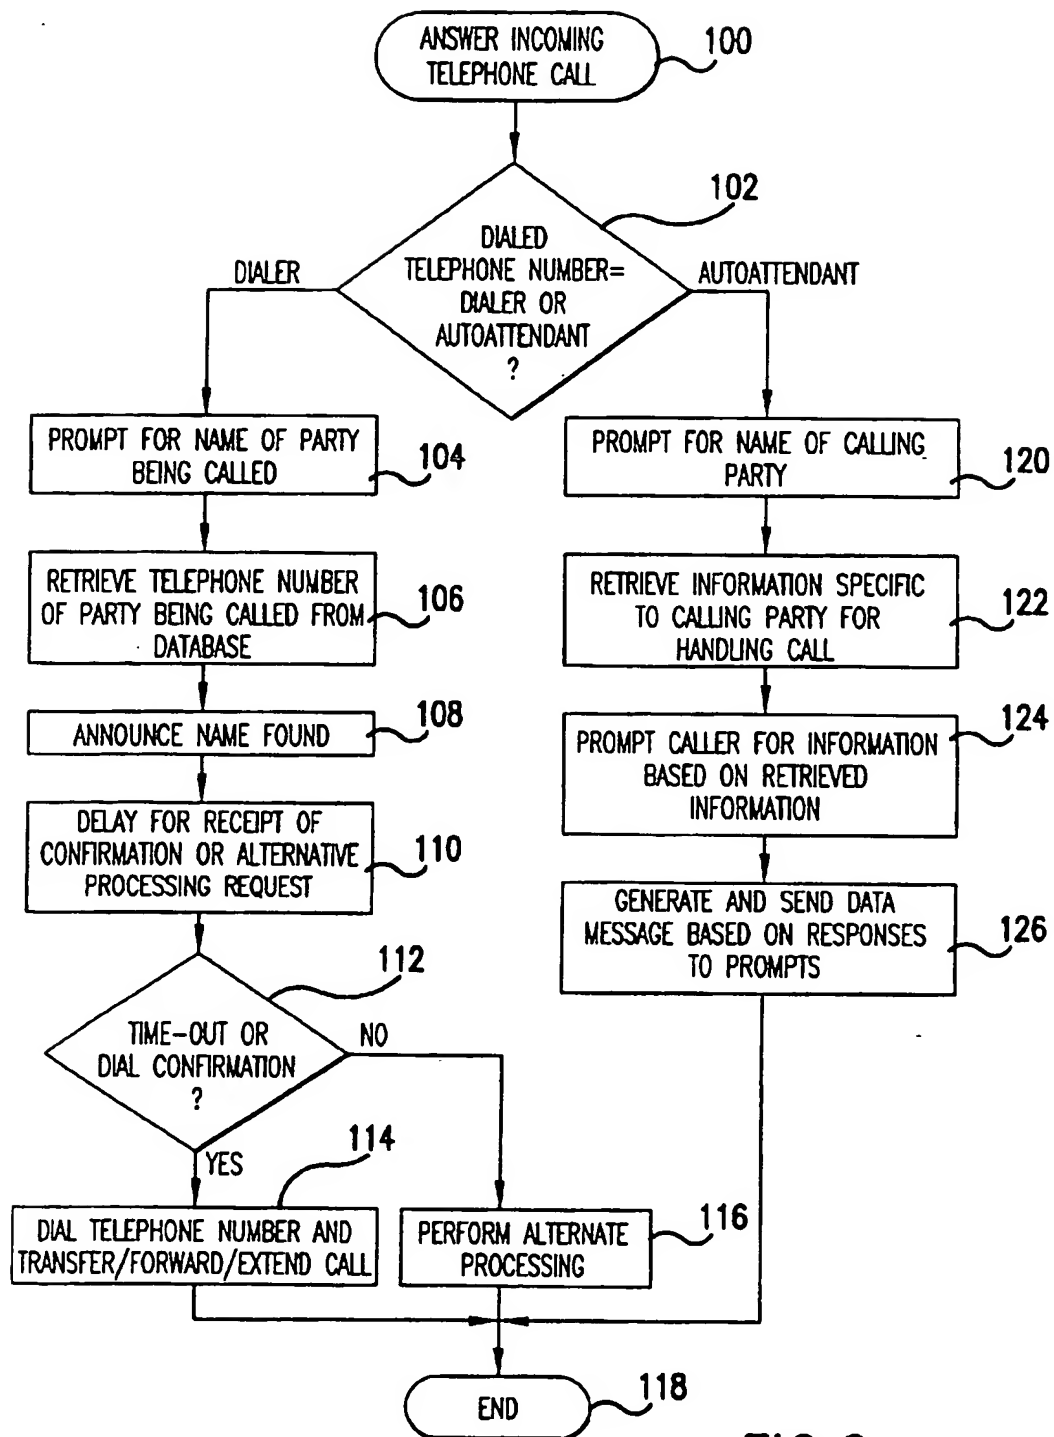 ANSWER INCOMING
TELEPHONE CALL
100
102
DIALED
TELEPHONE NUMBER=
DIALER OR
AUTOATTENDANT
?
DIALER
AUTOATTENDANT
PROMPT FOR NAME OF PARTY
BEING CALLED
104
RETRIEVE TELEPHONE NUMBER
OF PARTY BEING CALLED FROM
DATABASE
106
ANNOUNCE NAME FOUND
108
DELAY FOR RECEIPT OF
CONFIRMATION OR ALTERNATIVE
PROCESSING REQUEST
110
112
TIME-OUT OR
DIAL CONFIRMATION
?
NO
YES
114
DIAL TELEPHONE NUMBER AND
TRANSFER/FORWARD/EXTEND CALL
PERFORM ALTERNATE
PROCESSING
116
PROMPT FOR NAME OF CALLING
PARTY
120
RETRIEVE INFORMATION SPECIFIC
TO CALLING PARTY FOR
HANDLING CALL
122
PROMPT CALLER FOR INFORMATION
BASED ON RETRIEVED
INFORMATION
124
GENERATE AND SEND DATA
MESSAGE BASED ON RESPONSES
TO PROMPTS
126
END
118